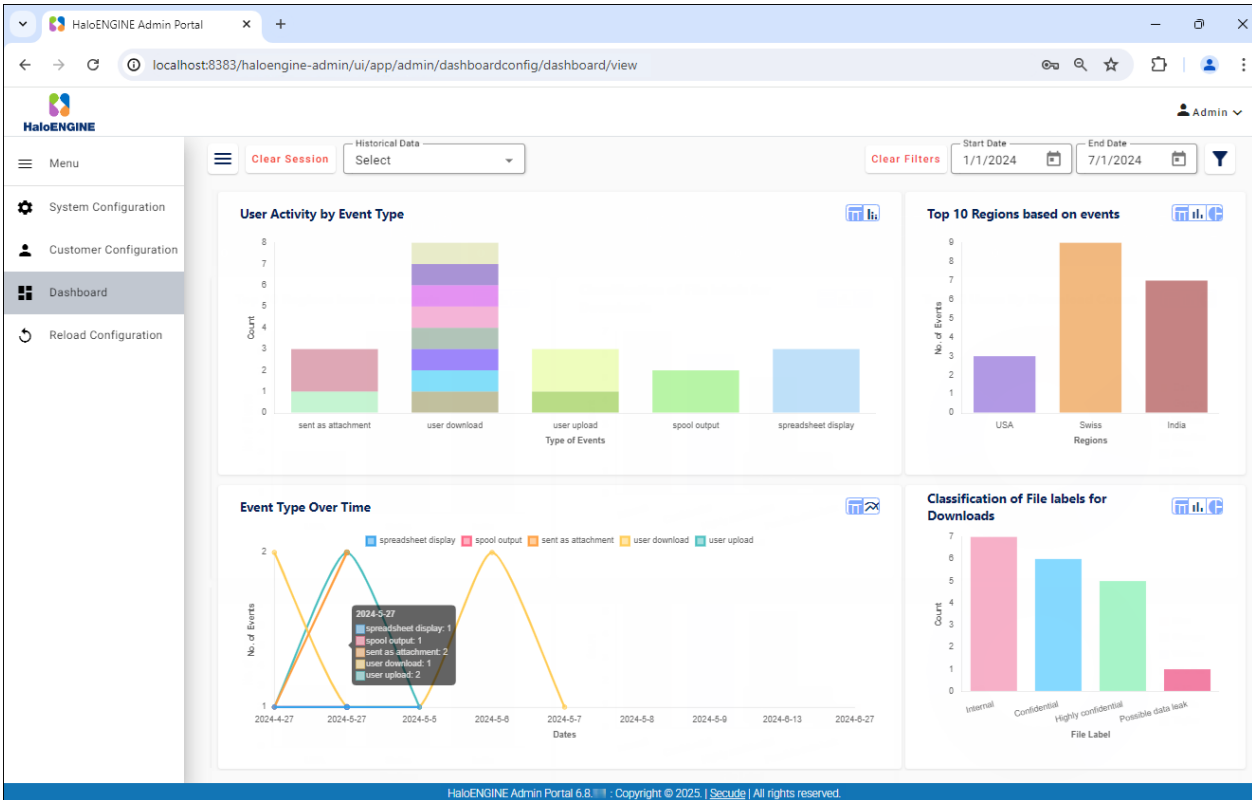 HaloENGINE Admin Portal
localhost:8383/haloengine-admin/ui/app/admin/dashboardconfig/dashboard/view
HaloENGINE
Admin
Menu
System Configuration
Customer Configuration
Dashboard
Reload Configuration
Clear Session
Historical Data
Select
Clear Filters
Start Date
1/1/2024
End Date
7/1/2024
User Activity by Event Type
8
7
6
5
4
3
2
1
0
Count
sent as attachment
user download
user upload
spool output
spreadsheet display
Type of Events
Top 10 Regions based on events
9
8
7
6
5
4
3
2
1
0
No. of Events
USA
Swiss
India
Regions
Event Type Over Time
spreadsheet display
spool output
sent as attachment
user download
user upload
2
1
No. of Events
2024-5-27
spreadsheet display: 1
spool output: 1
sent as attachment: 2
user download: 1
user upload: 2
2024-4-27
2024-5-27
2024-5-5
2024-5-6
2024-5-7
2024-5-8
2024-5-9
2024-6-13
2024-6-27
Dates
Classification of File labels for
Downloads
7
6
5
4
3
2
1
0
Count
Internal
Confidential
Highly confidential
Possible data leak
File Label
HaloENGINE Admin Portal 6.8. : Copyright © 2025. | Secude | All rights reserved.